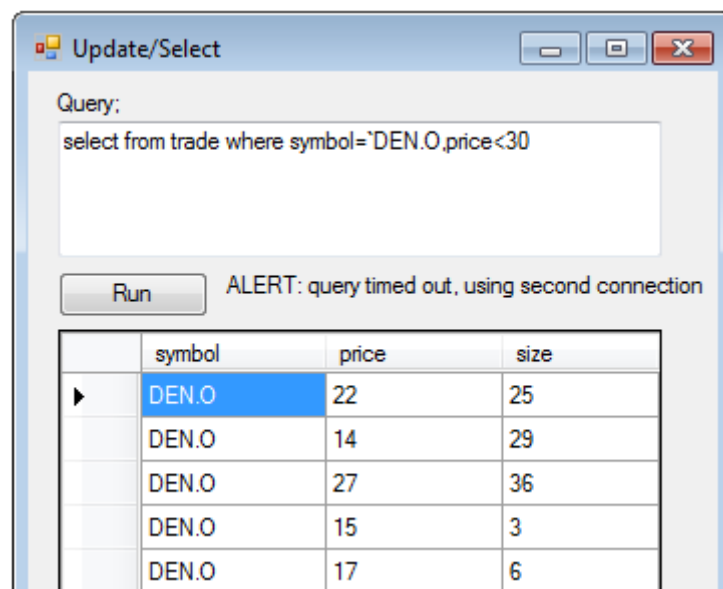 Update/Select
Query;
select from trade where symbol=`DEN.O,price<30
Run ALERT: query timed out, using second connection
symbol price size
DEN.O 22 25
DEN.O 14 29
DEN.O 27 36
DEN.O 15 3
DEN.O 17 6